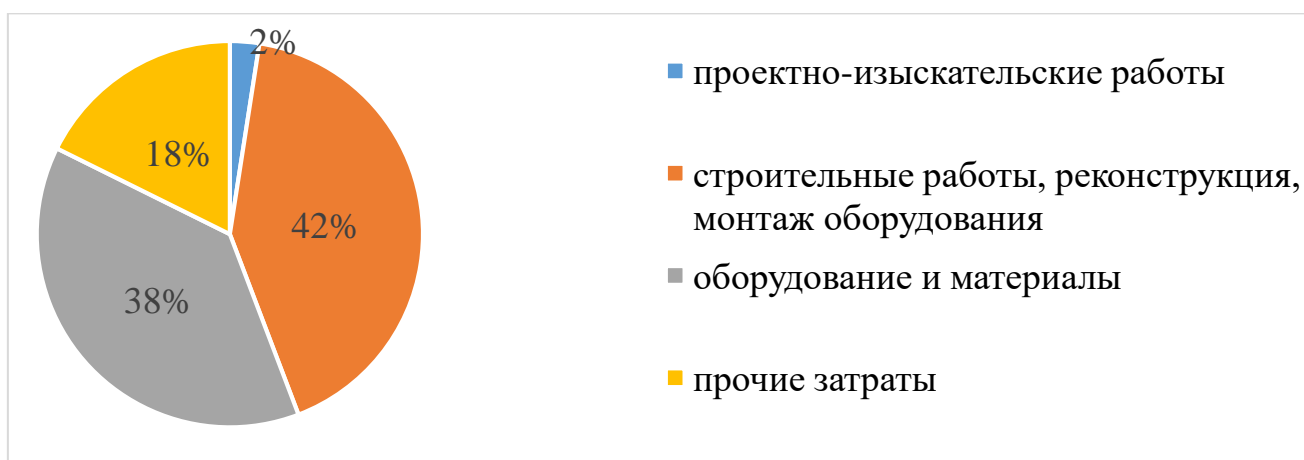 2%
18%
42%
38%
проектно-изыскательские работы
строительные работы, реконструкция,
монтаж оборудования
оборудование и материалы
прочие затраты